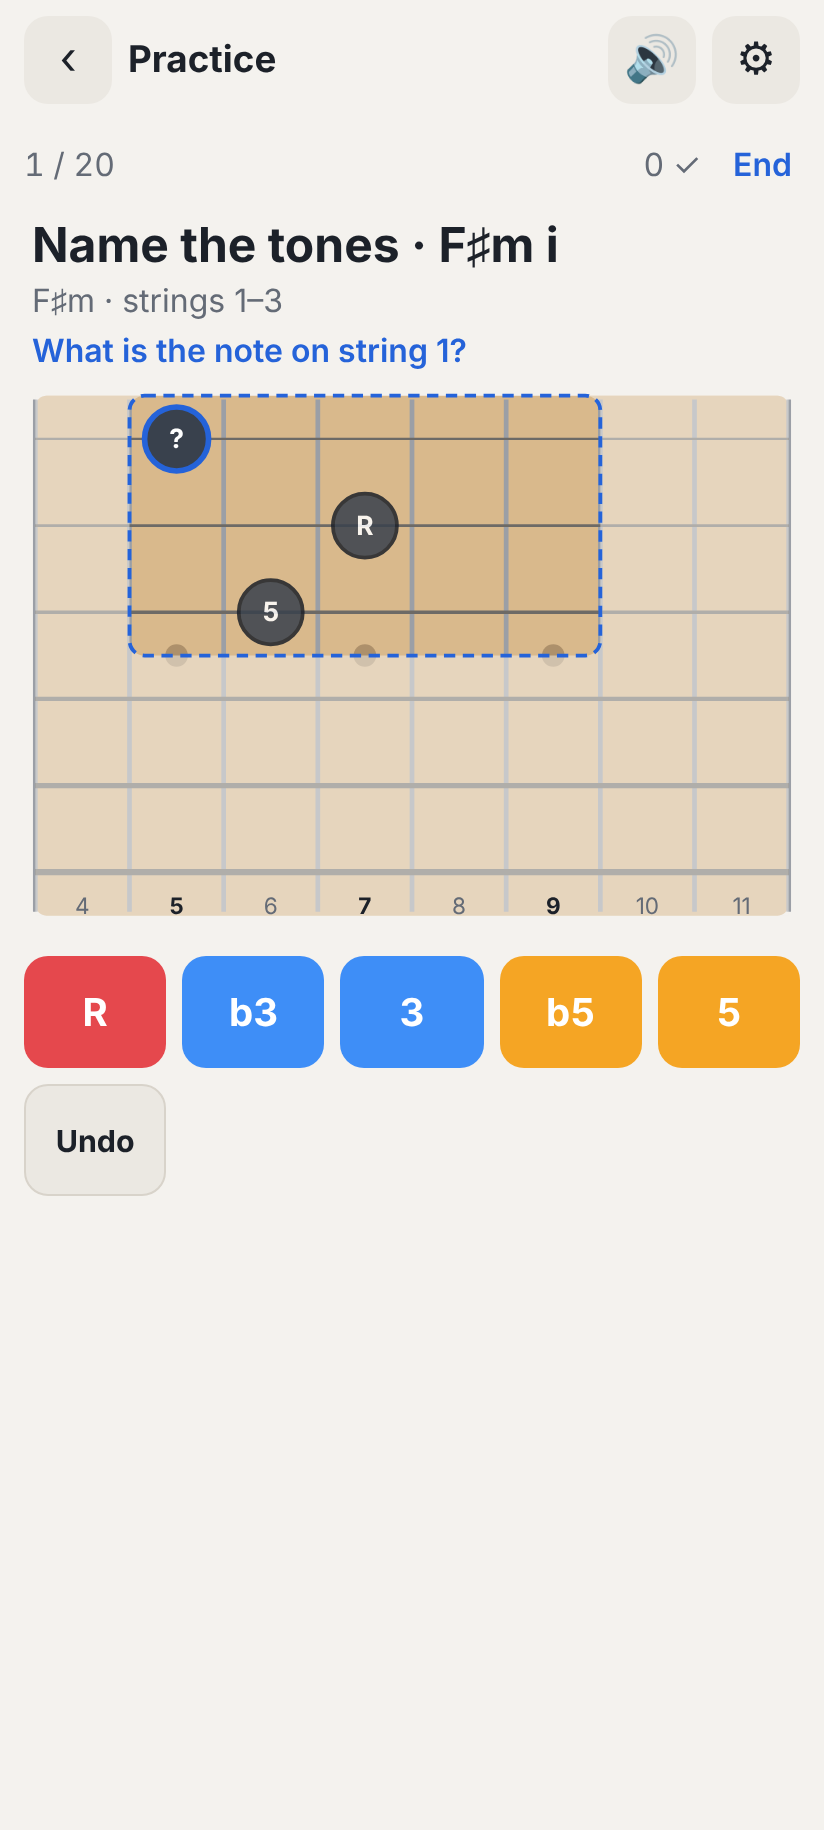 ‹ Practice 🔊 ⚙
1 / 20 0 ✓ End
Name the tones · F♯m i
F♯m · strings 1–3
What is the note on string 1?
?
R
5
4 5 6 7 8 9 10 11
R b3 3 b5 5
Undo